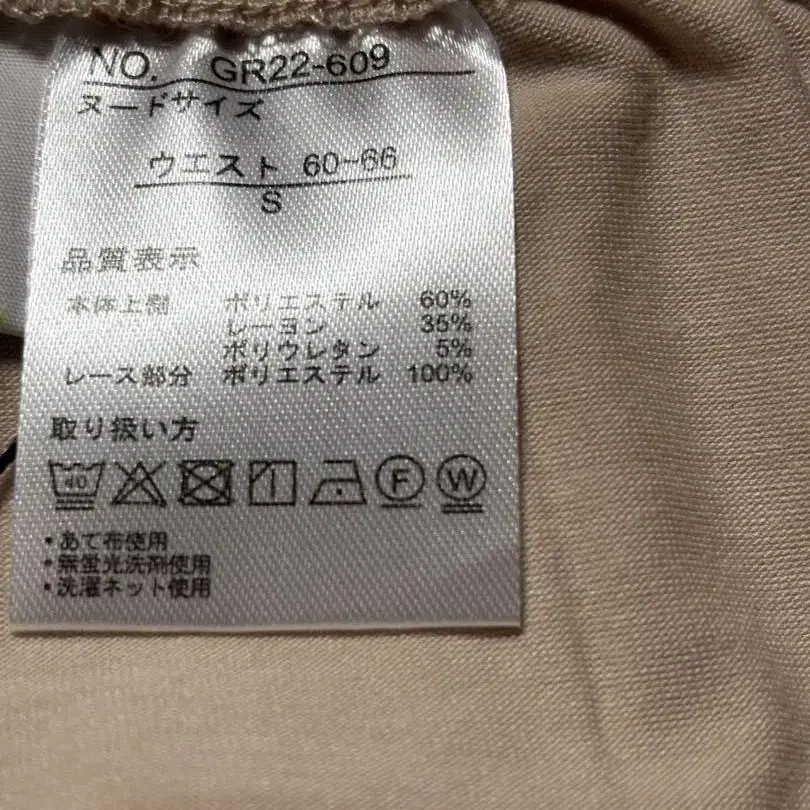 NO. GR22-609
ヌードサイズ
ウエスト 60-66
S
品質表示
本体上側 ポリエステル 60%
レーヨン 35%
ポリウレタン 5%
レース部分 ポリエステル 100%
取り扱い方
40 F W
・あて布使用
・無蛍光洗剤使用
・洗濯ネット使用